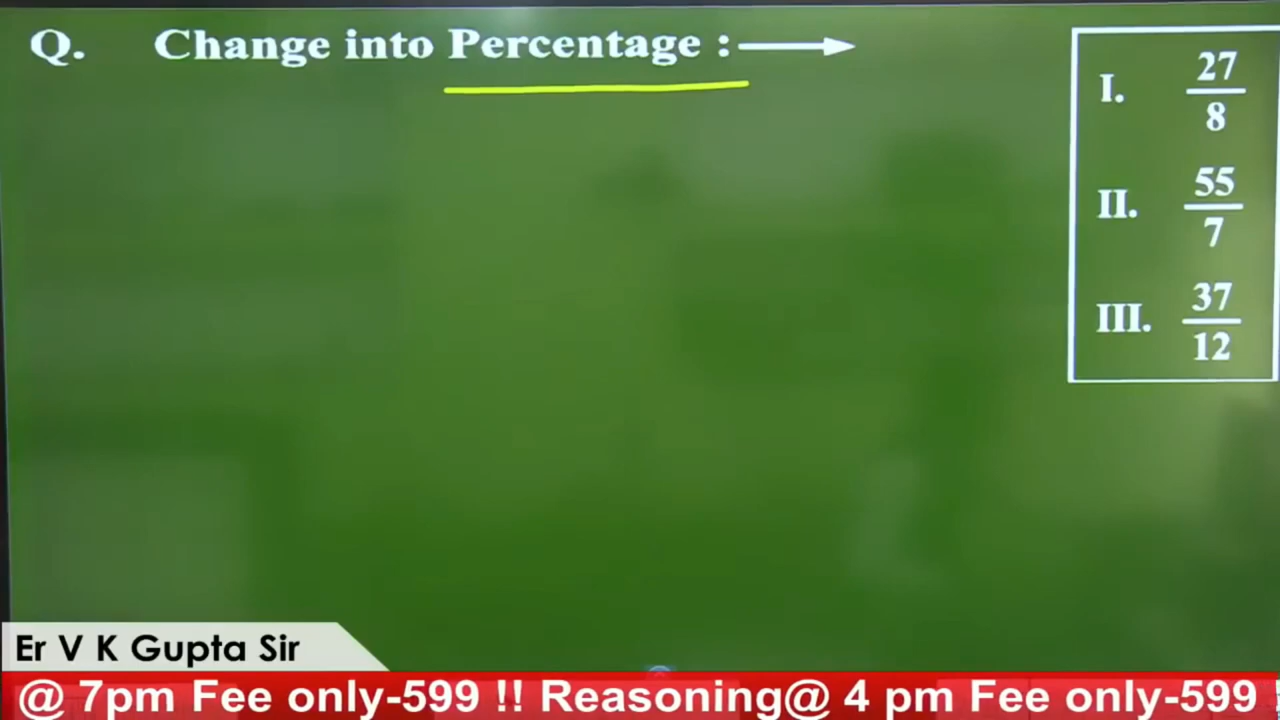 Q. Change into Percentage :
I. 27/8
II. 55/7
III. 37/12
Er V K Gupta Sir
@ 7pm Fee only-599 !! Reasoning@ 4 pm Fee only-599 !